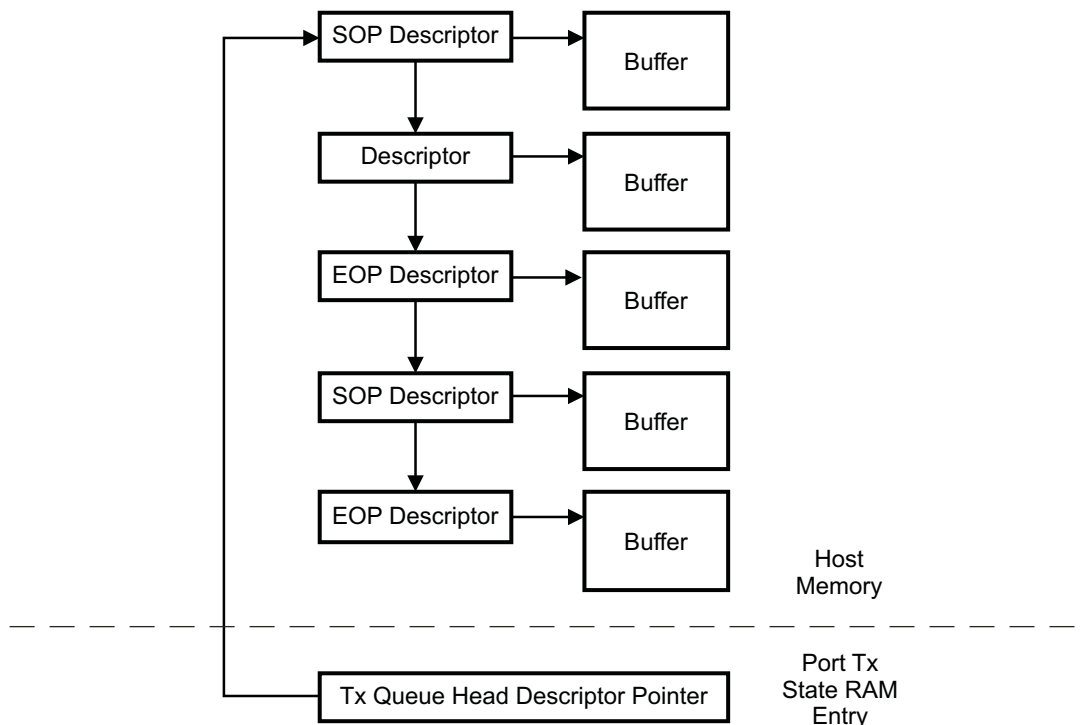 SOP Descriptor
Buffer
Descriptor
Buffer
EOP Descriptor
Buffer
SOP Descriptor
Buffer
EOP Descriptor
Buffer
Host
Memory
Tx Queue Head Descriptor Pointer
Port Tx
State RAM
Entry